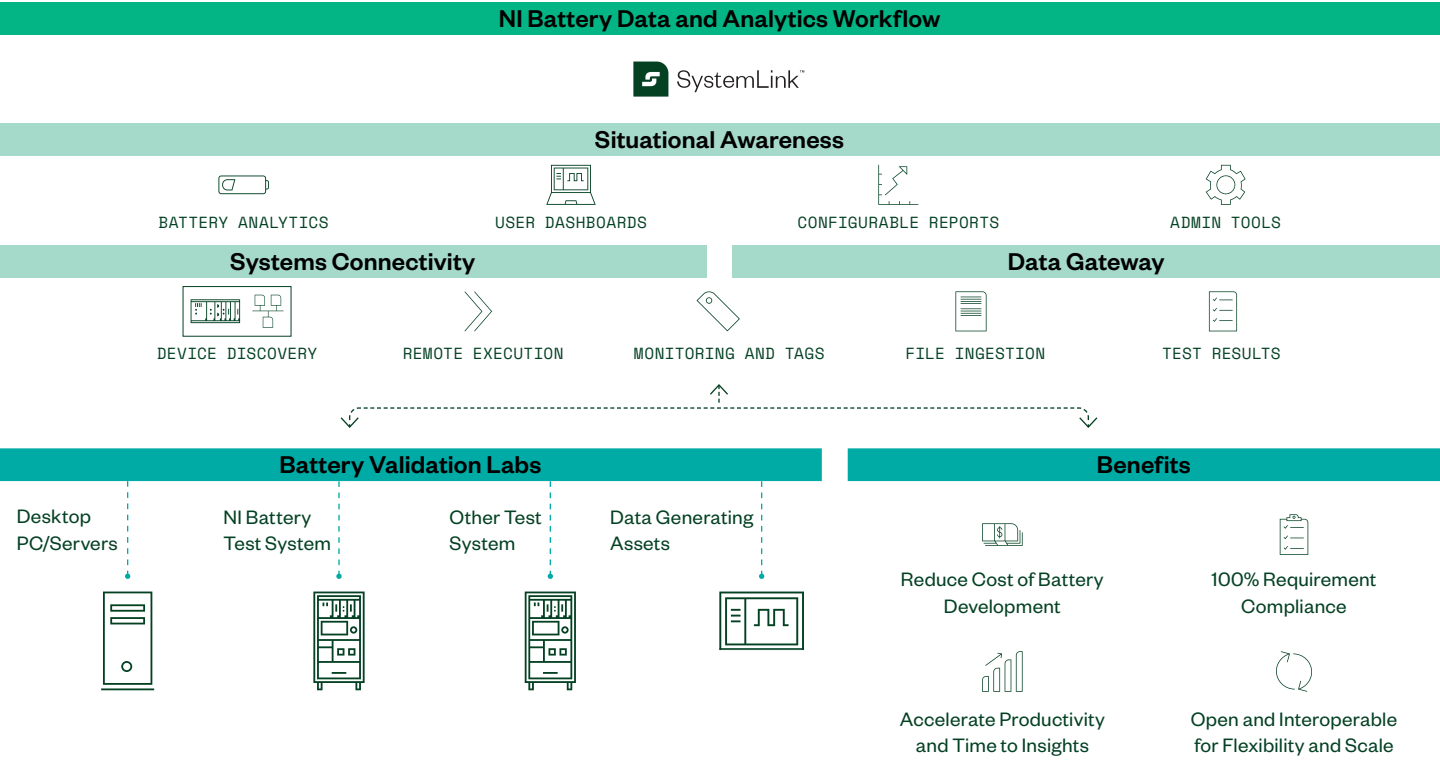 NI Battery Data and Analytics Workflow
SystemLink™
Situational Awareness
BATTERY ANALYTICS
USER DASHBOARDS
CONFIGURABLE REPORTS
ADMIN TOOLS
Systems Connectivity
Data Gateway
DEVICE DISCOVERY
REMOTE EXECUTION
MONITORING AND TAGS
FILE INGESTION
TEST RESULTS
Battery Validation Labs
Desktop
PC/Servers
NI Battery
Test System
Other Test
System
Data Generating
Assets
Benefits
$
Reduce Cost of Battery
Development
100% Requirement
Compliance
Accelerate Productivity
and Time to Insights
Open and Interoperable
for Flexibility and Scale